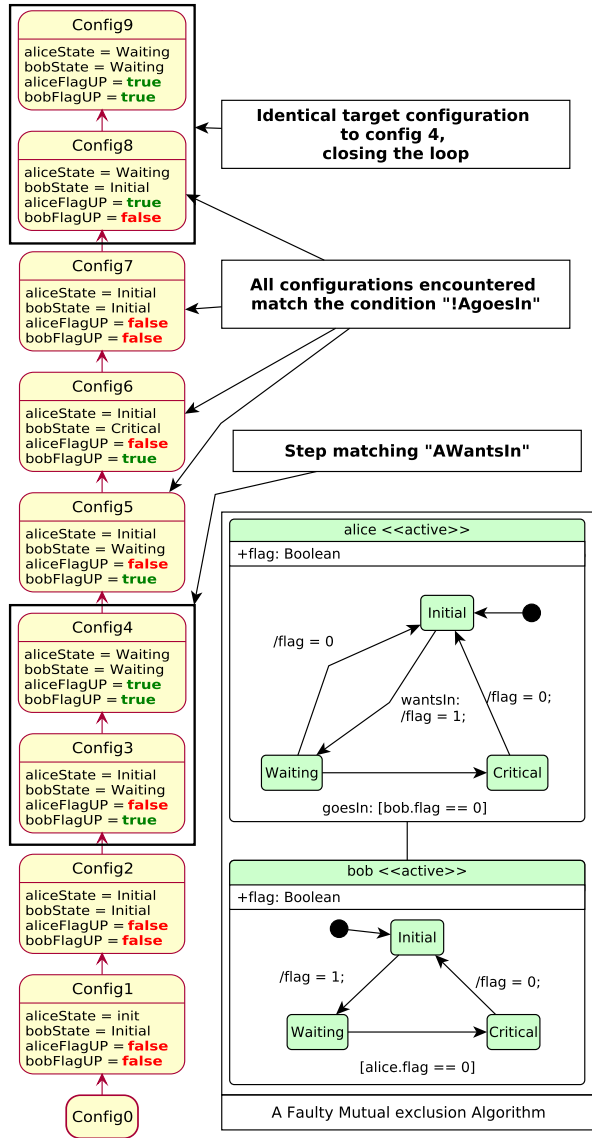 Config9
aliceState = Waiting
bobState = Waiting
aliceFlagUP = true
bobFlagUP = true
Identical target configuration
to config 4,
closing the loop
Config8
aliceState = Waiting
bobState = Initial
aliceFlagUP = true
bobFlagUP = false
Config7
aliceState = Initial
bobState = Initial
aliceFlagUP = false
bobFlagUP = false
All configurations encountered
match the condition "!AgoesIn"
Config6
aliceState = Initial
bobState = Critical
aliceFlagUP = false
bobFlagUP = true
Step matching "AWantsIn"
Config5
aliceState = Initial
bobState = Waiting
aliceFlagUP = false
bobFlagUP = true
Config4
aliceState = Waiting
bobState = Waiting
aliceFlagUP = true
bobFlagUP = true
Config3
aliceState = Initial
bobState = Waiting
aliceFlagUP = false
bobFlagUP = true
Config2
aliceState = Initial
bobState = Initial
aliceFlagUP = false
bobFlagUP = false
Config1
aliceState = init
bobState = Initial
aliceFlagUP = false
bobFlagUP = false
Config0
alice <<active>>
+flag: Boolean
Initial
/flag = 0
wantsIn:
/flag = 1;
/flag = 0;
Waiting
Critical
goesIn: [bob.flag == 0]
bob <<active>>
+flag: Boolean
Initial
/flag = 1;
/flag = 0;
Waiting
Critical
[alice.flag == 0]
A Faulty Mutual exclusion Algorithm